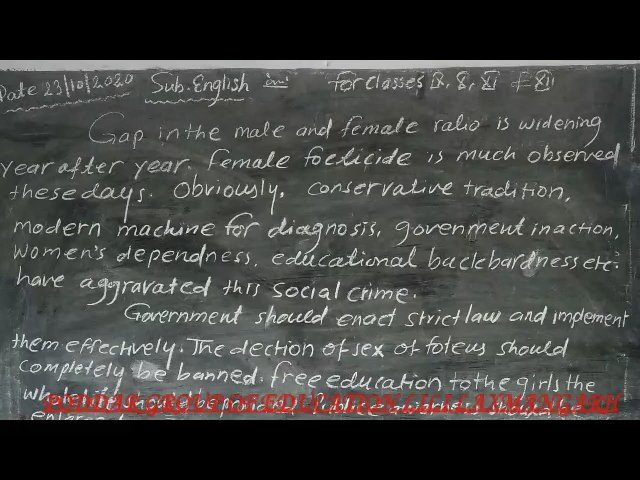 Date 23/10/2020 Sub. English for classes IX, X, XI & XII
Gap in the male and female ratio is widening
year after year. Female foeticide is much observed
these days. Obviously, conservative tradition,
modern machine for diagnosis, government inaction,
women's dependness, educational backbardness etc.
have aggravated this social crime.
Government should enact strict law and implement
them effectively. The dection of sex of foteus should
completely be banned. free education to the girls the
PODDAR GROUP OF EDUCATION LILI LAXMANGARH